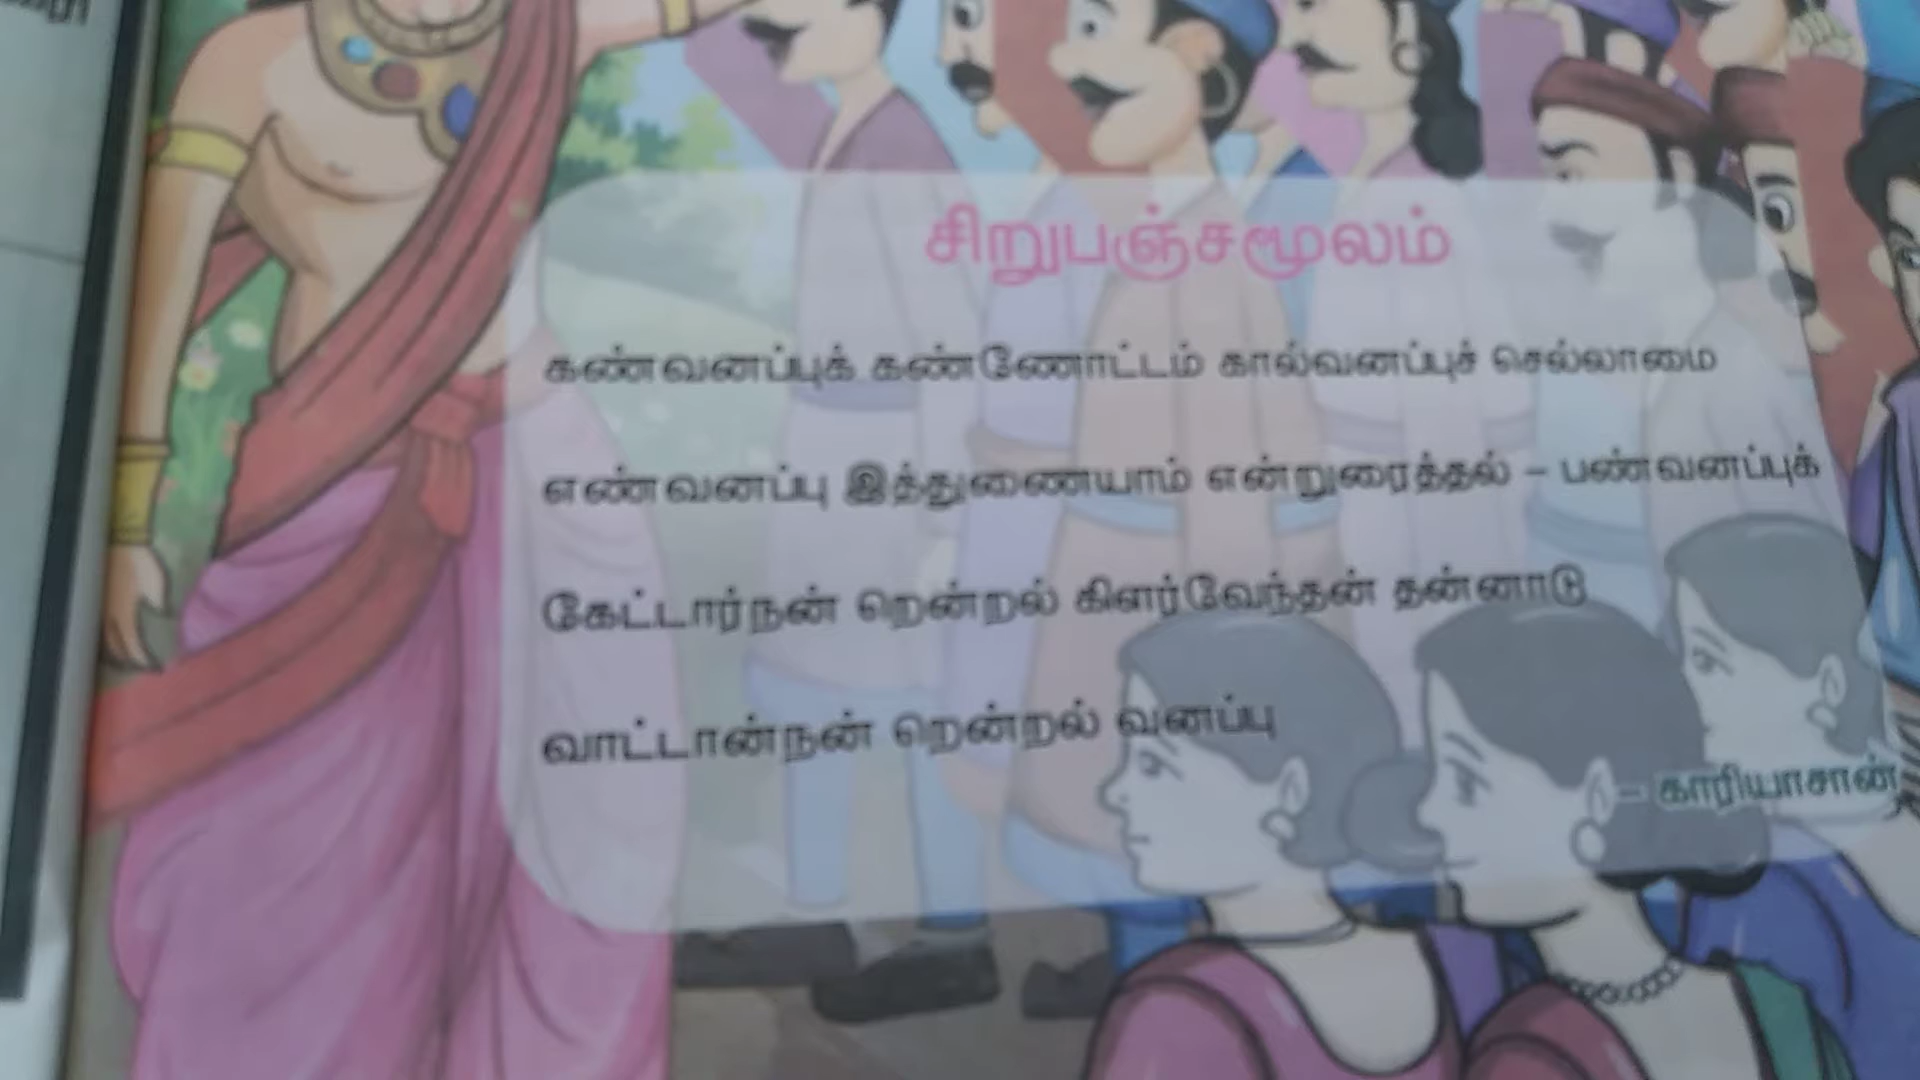 சிறுபஞ்சமூலம்
கண்வனப்புக் கண்ணோட்டம் கால்வனப்புச் செல்லாமை
எண்வனப்பு இத்துணையாம் என்றுரைத்தல் – பண்வனப்புக்
கேட்டார்நன் றென்றல் கிளர்வேந்தன் தன்னாடு
வாட்டான்நன் றென்றல் வனப்பு
– காரியாசான்